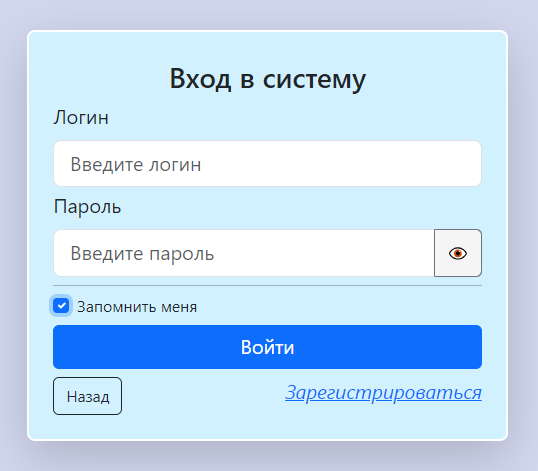 Вход в систему
Логин
Введите логин
Пароль
Введите пароль
Запомнить меня
Войти
Назад Зарегистрироваться